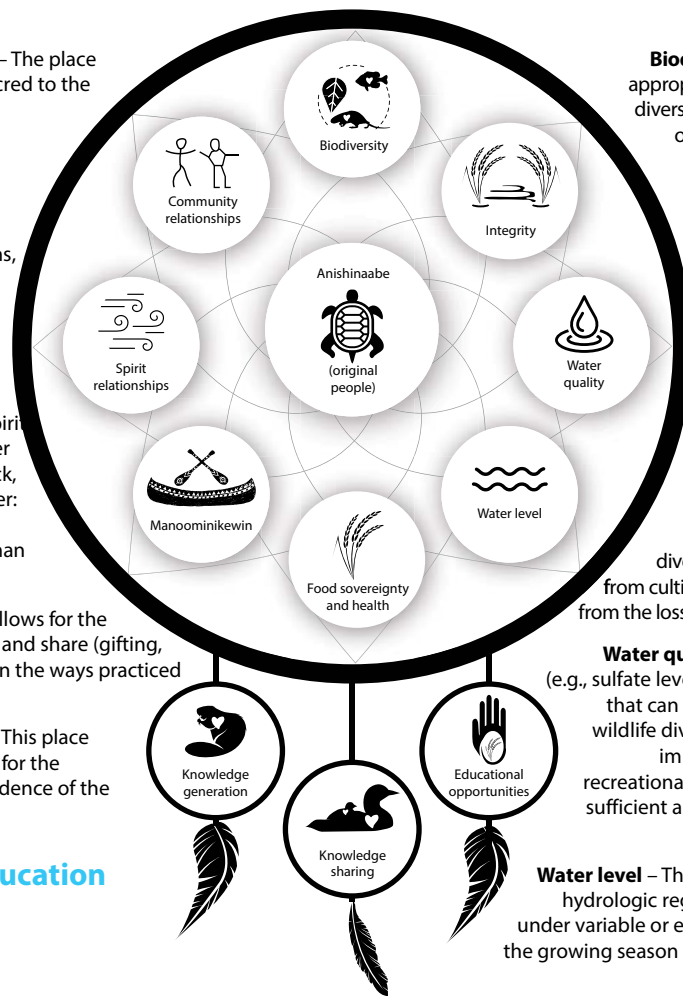 – The place
cred to the
ns,
pirit
er
ck,
er:
han
llows for the
and share (gifting,
n the ways practiced
This place
for the
dence of the
ucation
Biodiversity
Community
relationships
Integrity
Anishinaabe
(original
people)
Spirit
relationships
Water
quality
Manoominikewin
Water level
Food sovereignty
and health
Knowledge
generation
Educational
opportunities
Knowledge
sharing
Biod
approp
divers
o
dive
from culti
from the loss
Water qu
(e.g., sulfate leve
that can
wildlife div
im
recreational
sufficient a
Water level – Th
hydrologic reg
under variable or e
the growing season